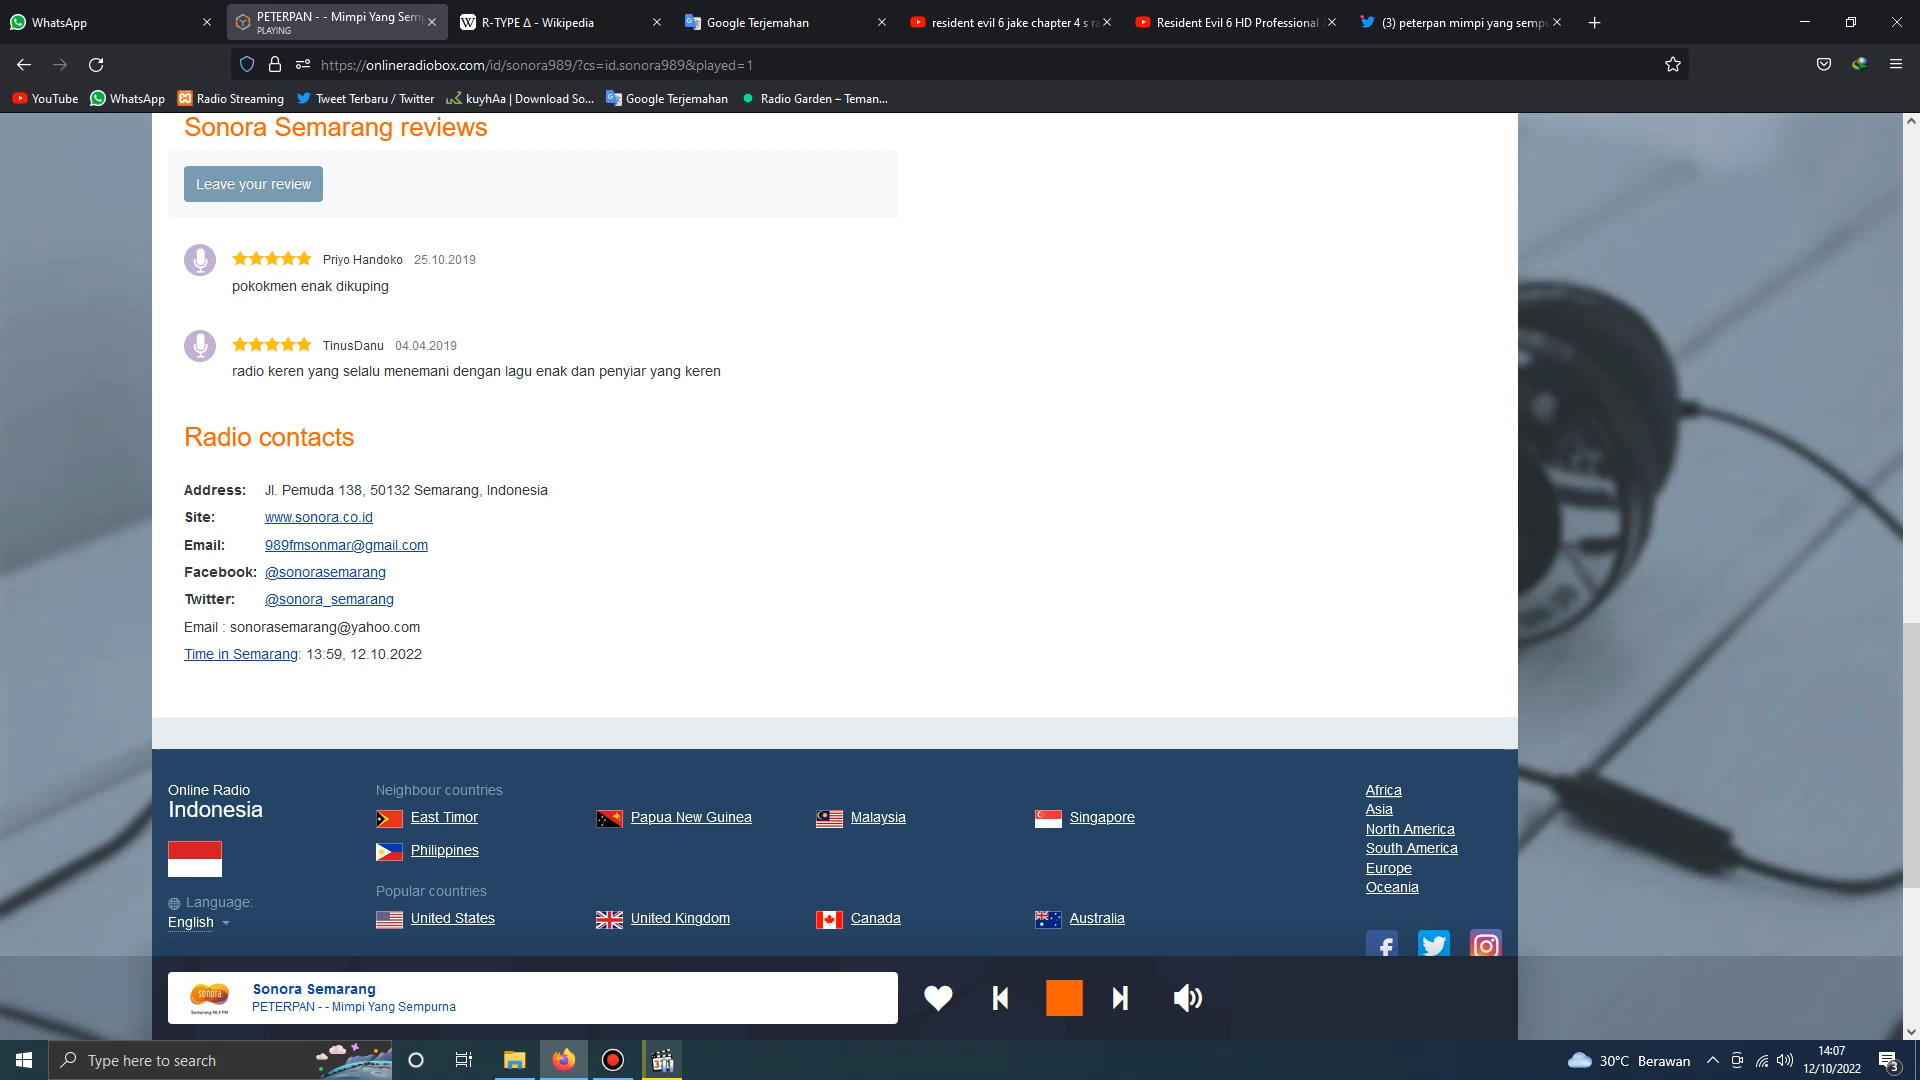 WhatsApp
PETERPAN - - Mimpi Yang Sem
PLAYING
R-TYPE Δ - Wikipedia
Google Terjemahan
resident evil 6 jake chapter 4 s ra
Resident Evil 6 HD Professional
(3) peterpan mimpi yang sempu
https://onlineradiobox.com/id/sonora989/?cs=id.sonora989&played=1
YouTube
WhatsApp
Radio Streaming
Tweet Terbaru / Twitter
kuyhAa | Download So...
Google Terjemahan
Radio Garden – Teman...
Sonora Semarang reviews
Leave your review
Priyo Handoko 25.10.2019
pokokmen enak dikuping
TinusDanu 04.04.2019
radio keren yang selalu menemani dengan lagu enak dan penyiar yang keren
Radio contacts
Address: Jl. Pemuda 138, 50132 Semarang, Indonesia
Site: www.sonora.co.id
Email: 989fmsonmar@gmail.com
Facebook: @sonorasemarang
Twitter: @sonora_semarang
Email : sonorasemarang@yahoo.com
Time in Semarang: 13:59, 12.10.2022
Online Radio
Indonesia
Language:
English
Neighbour countries
East Timor
Papua New Guinea
Malaysia
Singapore
Philippines
Popular countries
United States
United Kingdom
Canada
Australia
Africa
Asia
North America
South America
Europe
Oceania
sonora
Semarang 98.9 FM
Sonora Semarang
PETERPAN - - Mimpi Yang Sempurna
Type here to search
30°C Berawan
14:07
12/10/2022
3